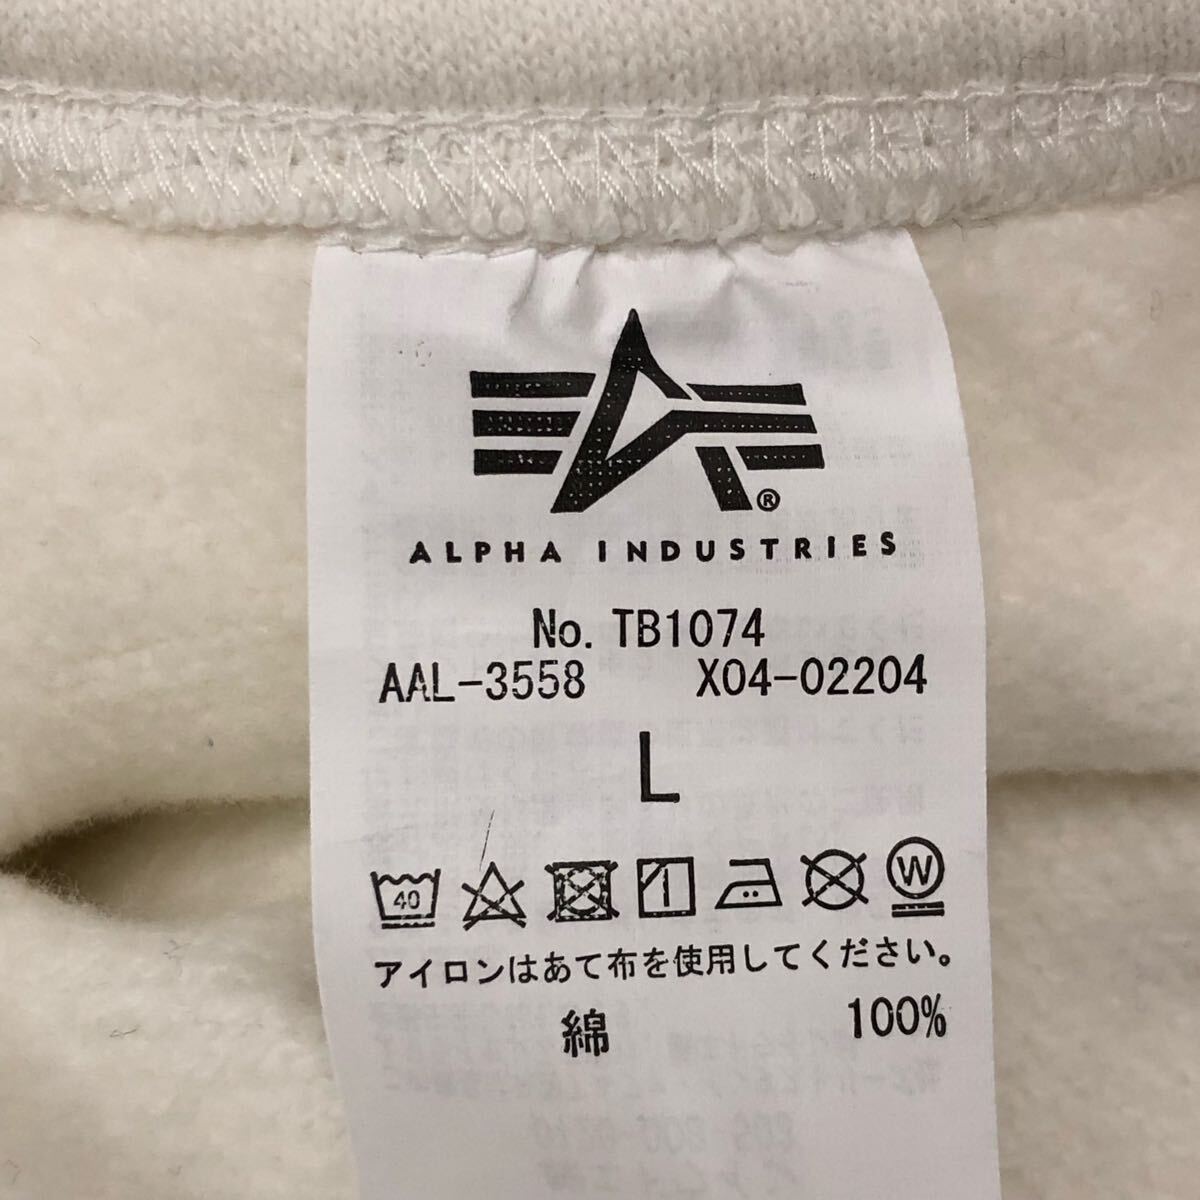 ®
ALPHA INDUSTRIES
No. TB1074
AAL-3558 X04-02204
L
40 W
アイロンはあて布を使用してください。
綿 100%